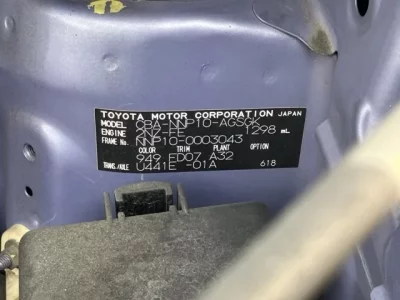 TOYOTA MOTOR CORPORATION JAPAN
MODEL CBA-NNP10-AGSGK
ENGINE 2NZ-FE 1298 mL
FRAME No. NNP10-0003043
COLOR TRIM PLANT OPTION
949 ED07 A32
TRANS./AXLE U441E -01A 618